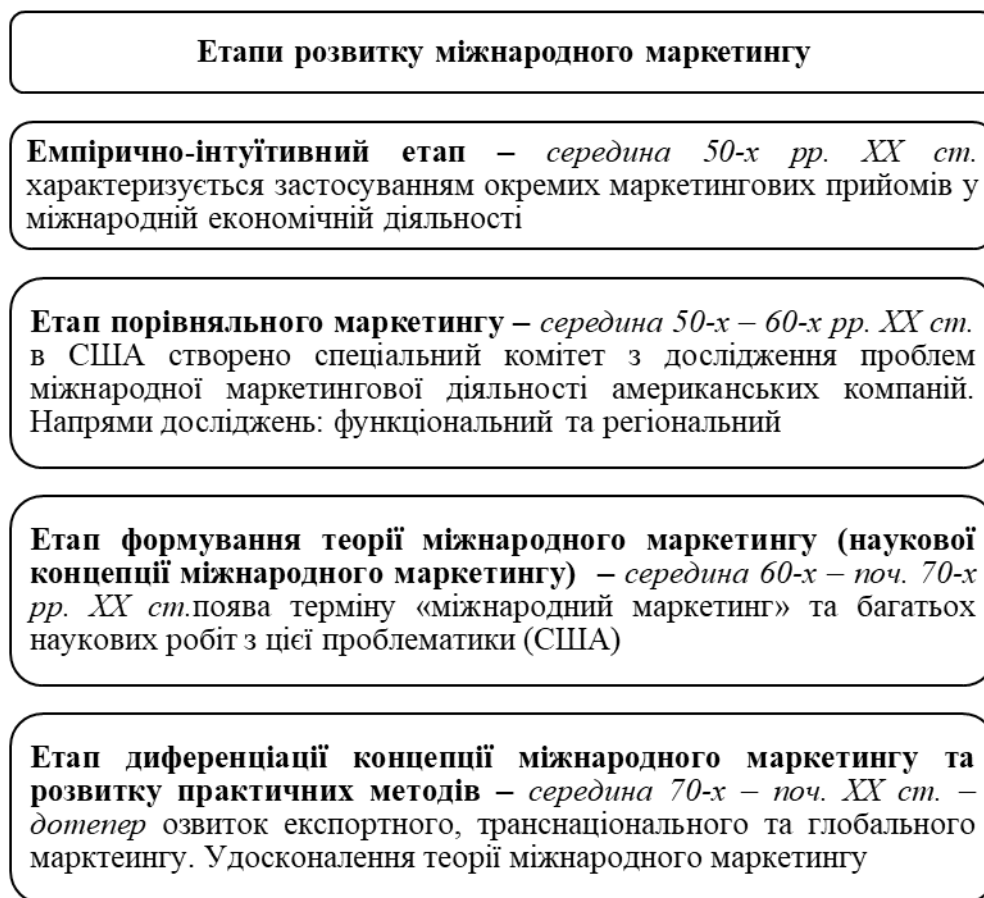 Етапи розвитку міжнародного маркетингу
Емпірично-інтуїтивний етап – середина 50-х рр. ХХ ст.
характеризується застосуванням окремих маркетингових прийомів у
міжнародній економічній діяльності
Етап порівняльного маркетингу – середина 50-х – 60-х рр. ХХ ст.
в США створено спеціальний комітет з дослідження проблем
міжнародної маркетингової діяльності американських компаній.
Напрями досліджень: функціональний та регіональний
Етап формування теорії міжнародного маркетингу (наукової
концепції міжнародного маркетингу) – середина 60-х – поч. 70-х
рр. ХХ ст.поява терміну «міжнародний маркетинг» та багатьох
наукових робіт з цієї проблематики (США)
Етап диференціації концепції міжнародного маркетингу та
розвитку практичних методів – середина 70-х – поч. ХХ ст. –
дотепер озвиток експортного, транснаціонального та глобального
марктеингу. Удосконалення теорії міжнародного маркетингу